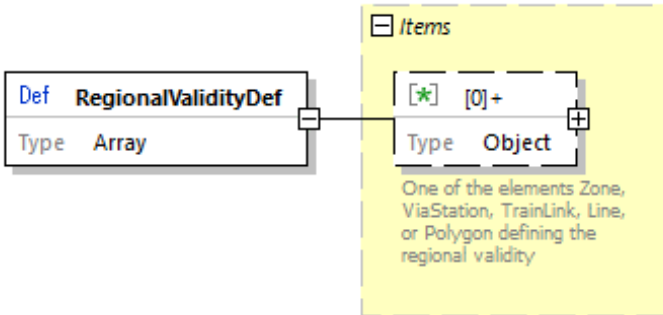 Items
Def RegionalValidityDef
Type Array
[*] [0]+
Type Object
One of the elements Zone,
ViaStation, TrainLink, Line,
or Polygon defining the
regional validity